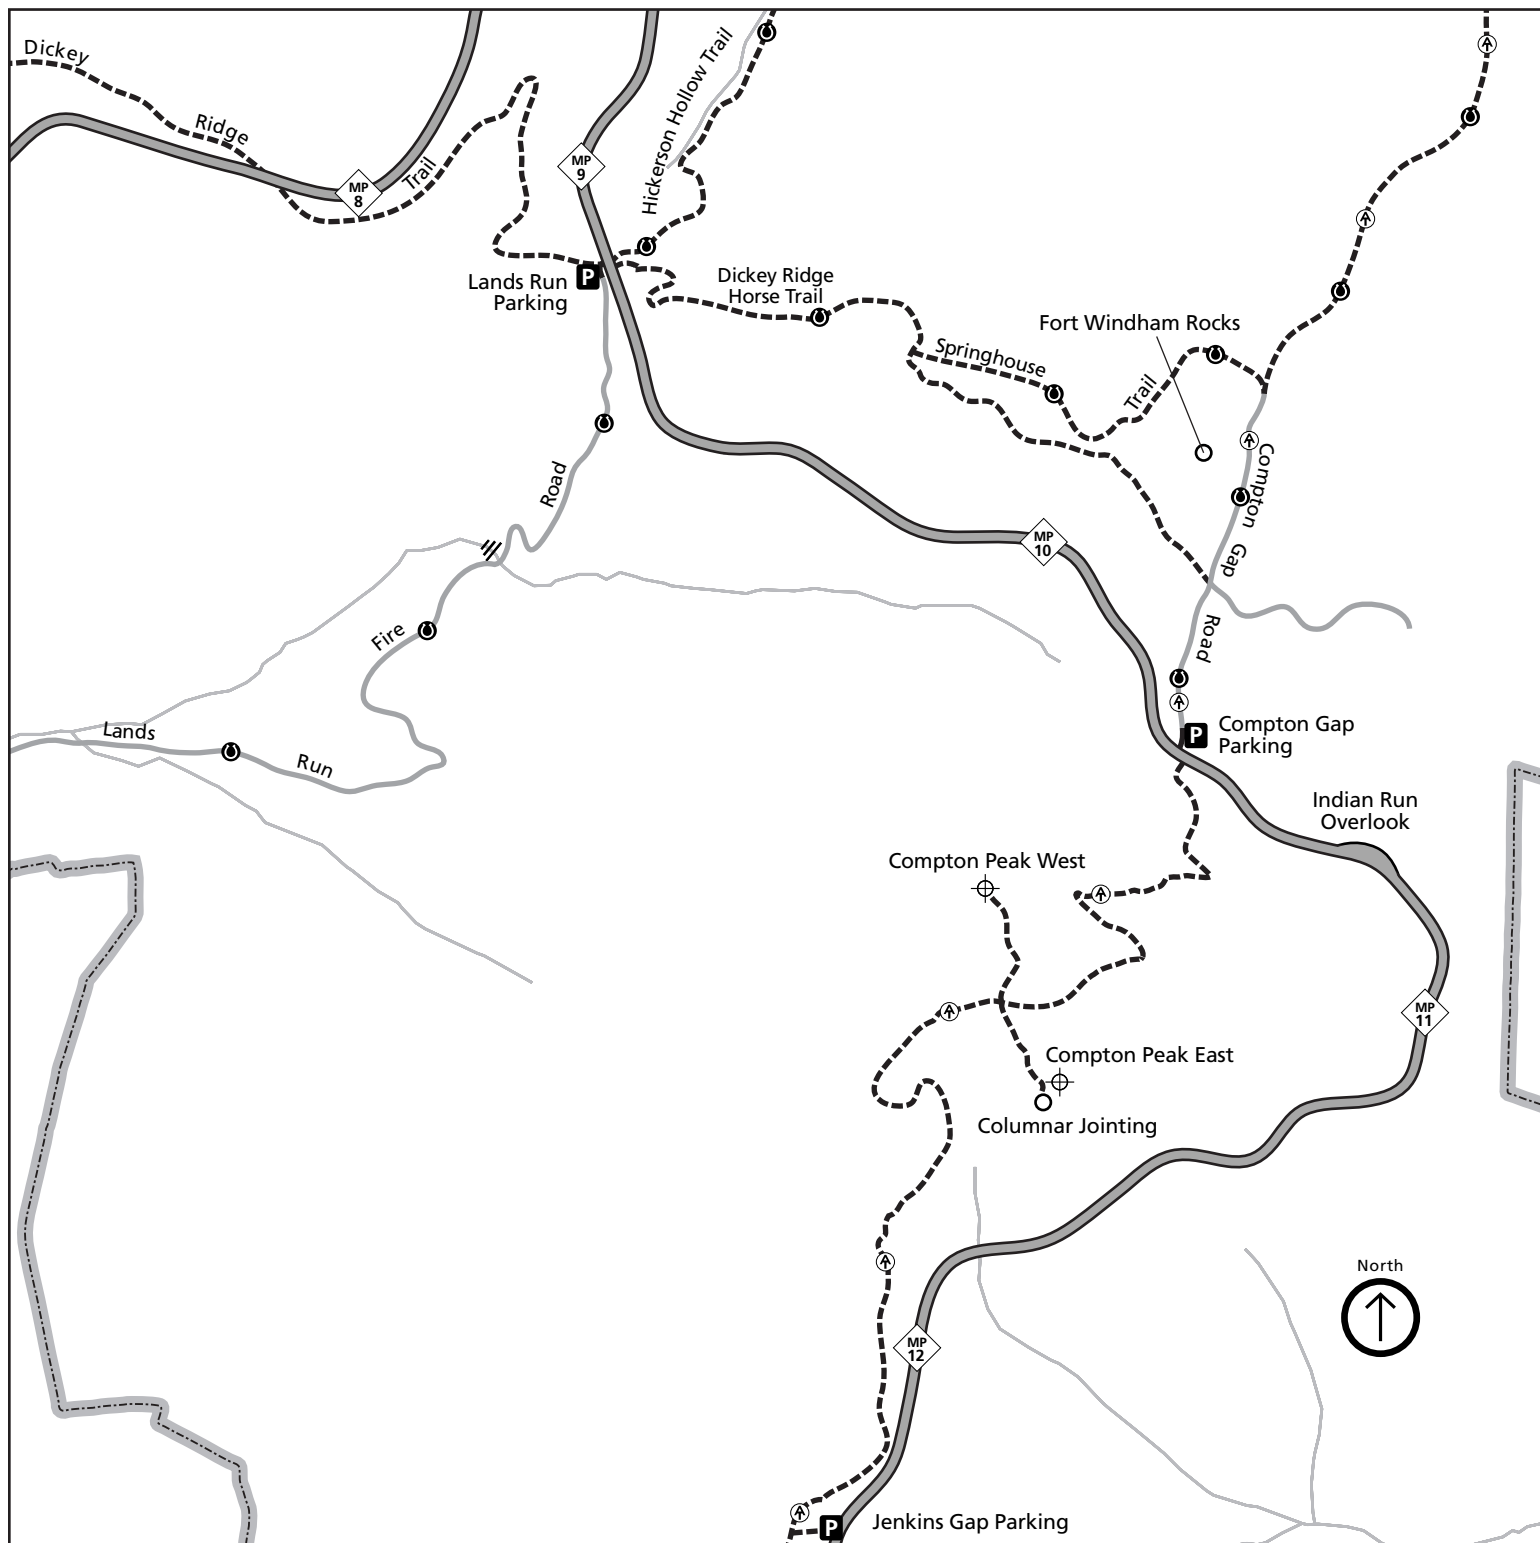 Dickey
Ridge
Trail
MP
8
MP
9
Hickerson Hollow Trail
P
Lands Run
Parking
Dickey Ridge
Horse Trail
Fort Windham Rocks
Springhouse
Trail
Compton
Gap
Road
MP
10
Road
Fire
Lands
Run
P
Compton Gap
Parking
Indian Run
Overlook
Compton Peak West
MP
11
Compton Peak East
Columnar Jointing
North
MP
12
P
Jenkins Gap Parking